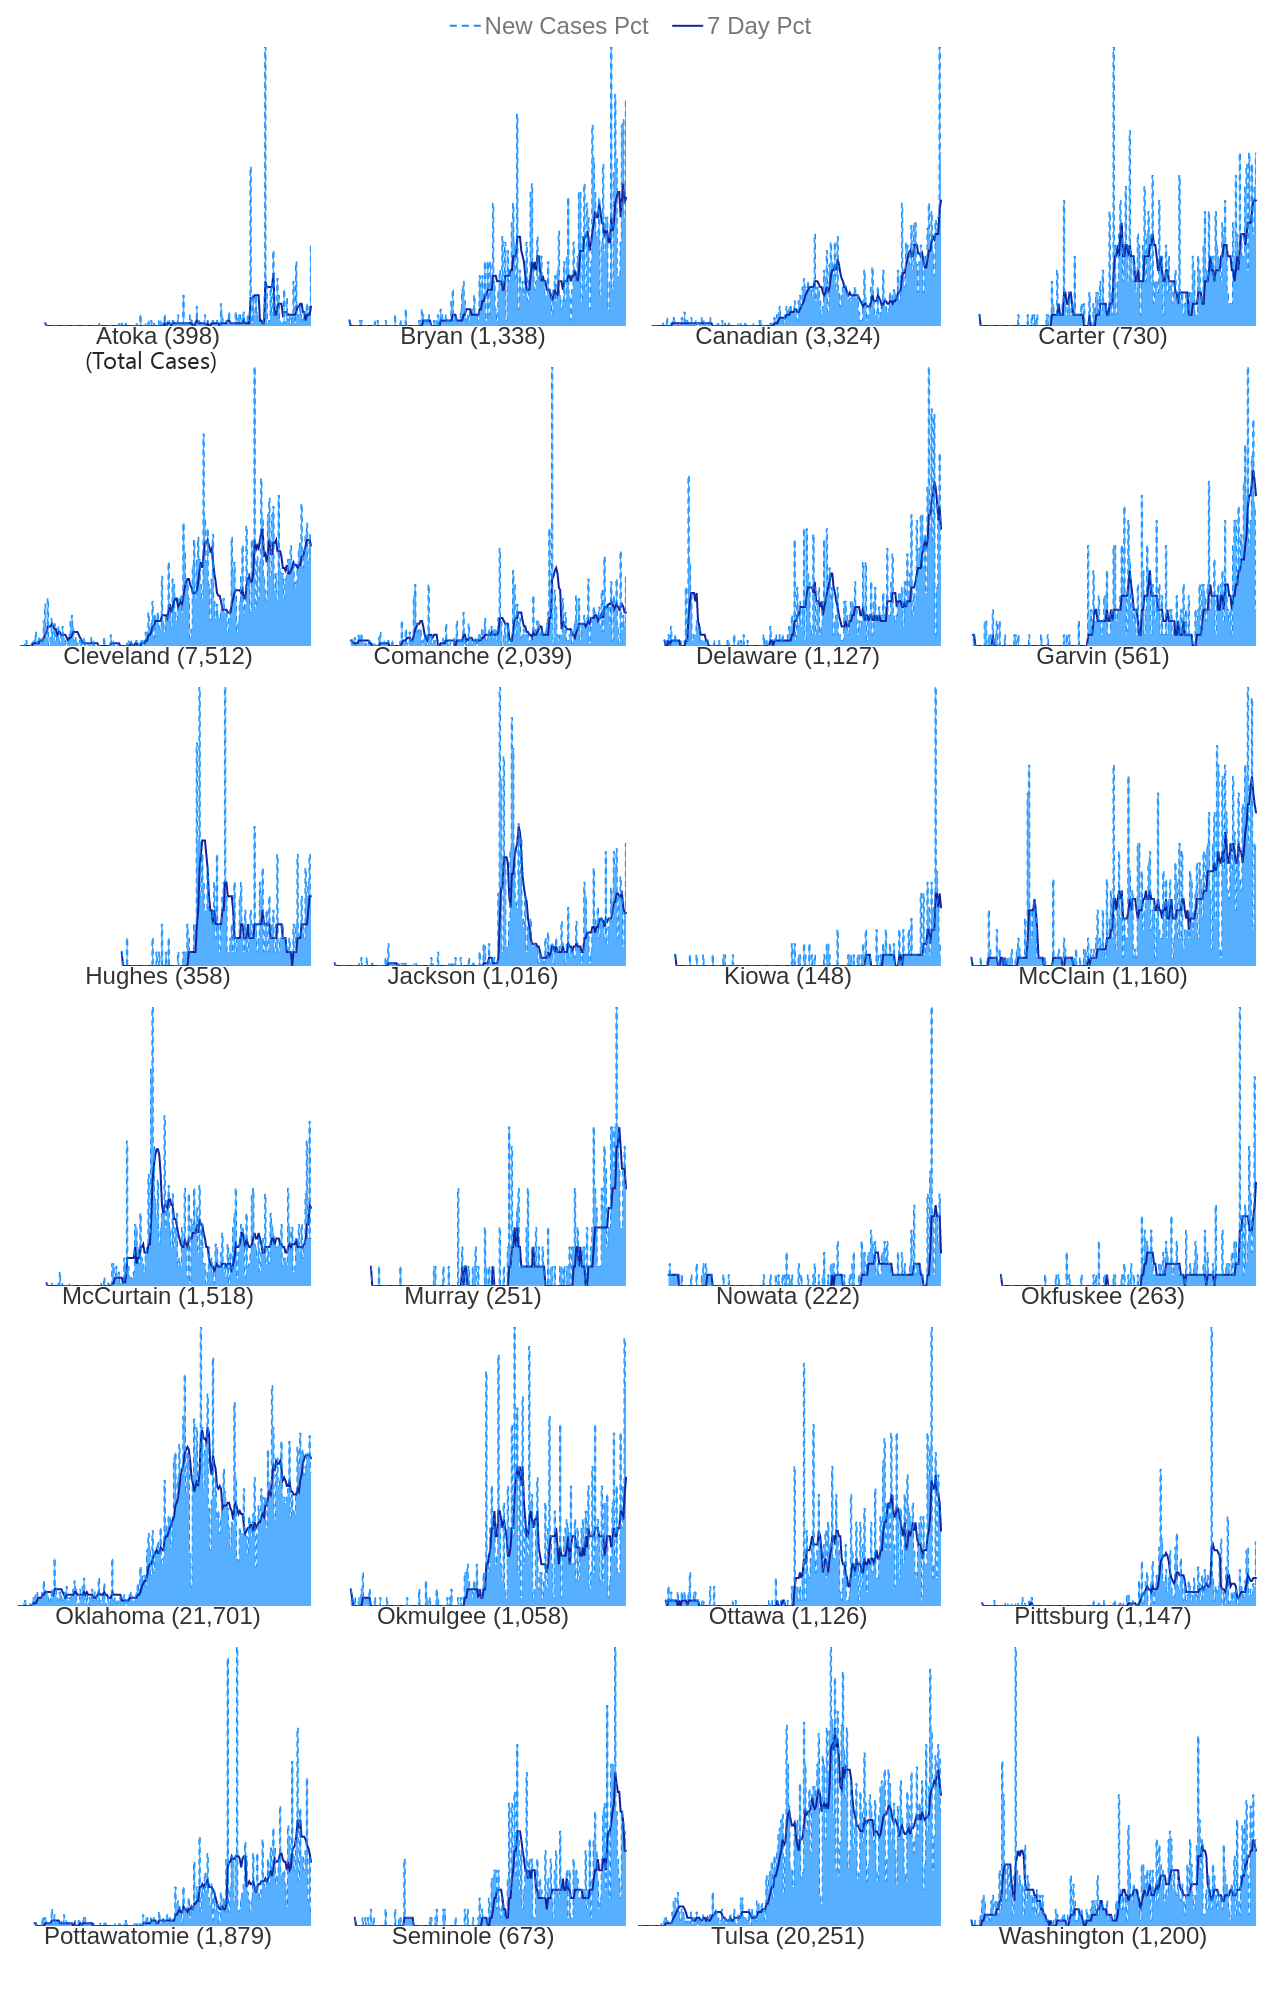 New Cases Pct 7 Day Pct
Atoka (398) Bryan (1,338) Canadian (3,324) Carter (730)
(Total Cases)
Cleveland (7,512) Comanche (2,039) Delaware (1,127) Garvin (561)
Hughes (358) Jackson (1,016) Kiowa (148) McClain (1,160)
McCurtain (1,518) Murray (251) Nowata (222) Okfuskee (263)
Oklahoma (21,701) Okmulgee (1,058) Ottawa (1,126) Pittsburg (1,147)
Pottawatomie (1,879) Seminole (673) Tulsa (20,251) Washington (1,200)